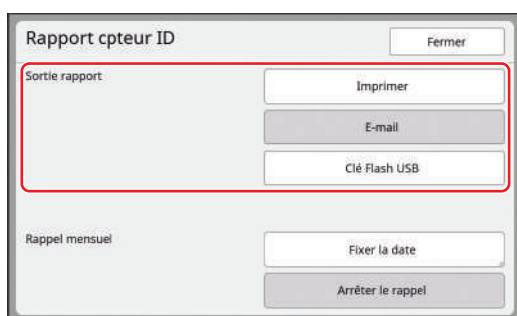 Rapport cpteur ID
Fermer
Sortie rapport
Imprimer
E-mail
Clé Flash USB
Rappel mensuel
Fixer la date
Arrêter le rappel